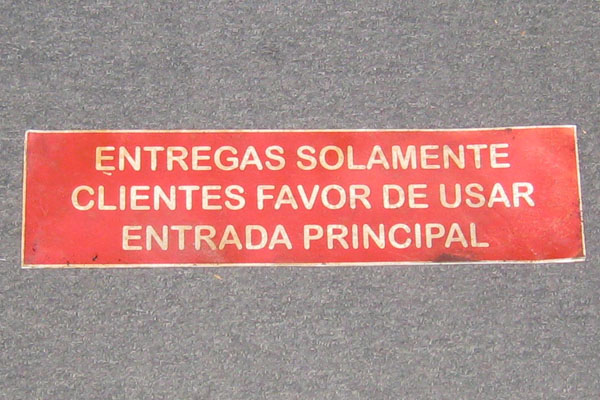 ENTREGAS SOLAMENTE
CLIENTES FAVOR DE USAR
ENTRADA PRINCIPAL